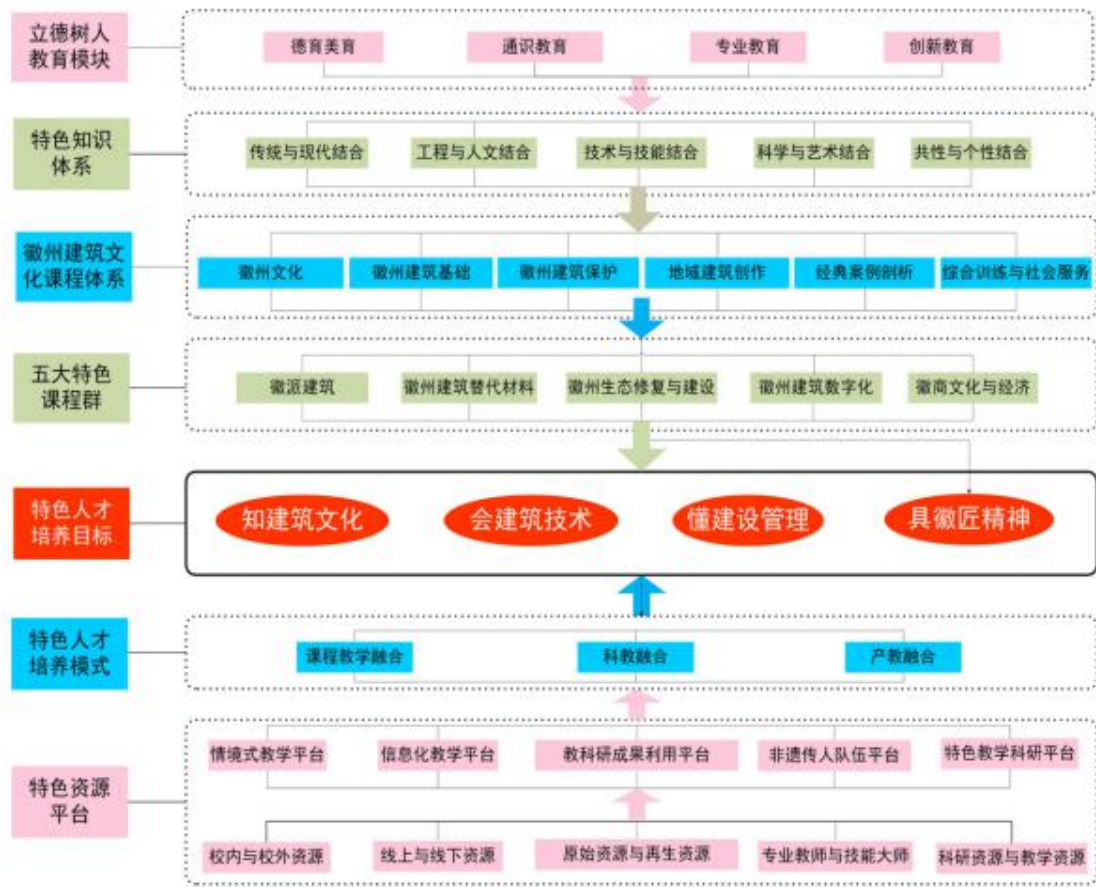 立德树人
教育模块
德育美育
通识教育
专业教育
创新教育
特色知识
体系
传统与现代结合
工程与人文结合
技术与技能结合
科学与艺术结合
共性与个性结合
徽州建筑文
化课程体系
徽州文化
徽州建筑基础
徽州建筑保护
地域建筑创作
经典案例剖析
综合训练与社会服务
五大特色
课程群
徽派建筑
徽州建筑替代材料
徽州生态修复与建设
徽州建筑数字化
徽商文化与经济
特色人才
培养目标
知建筑文化
会建筑技术
懂建设管理
具徽匠精神
特色人才
培养模式
课程教学融合
科教融合
产教融合
特色资源
平台
情境式教学平台
信息化教学平台
教科研成果利用平台
非遗传人队伍平台
特色教学科研平台
校内与校外资源
线上与线下资源
原始资源与再生资源
专业教师与技能大师
科研资源与教学资源